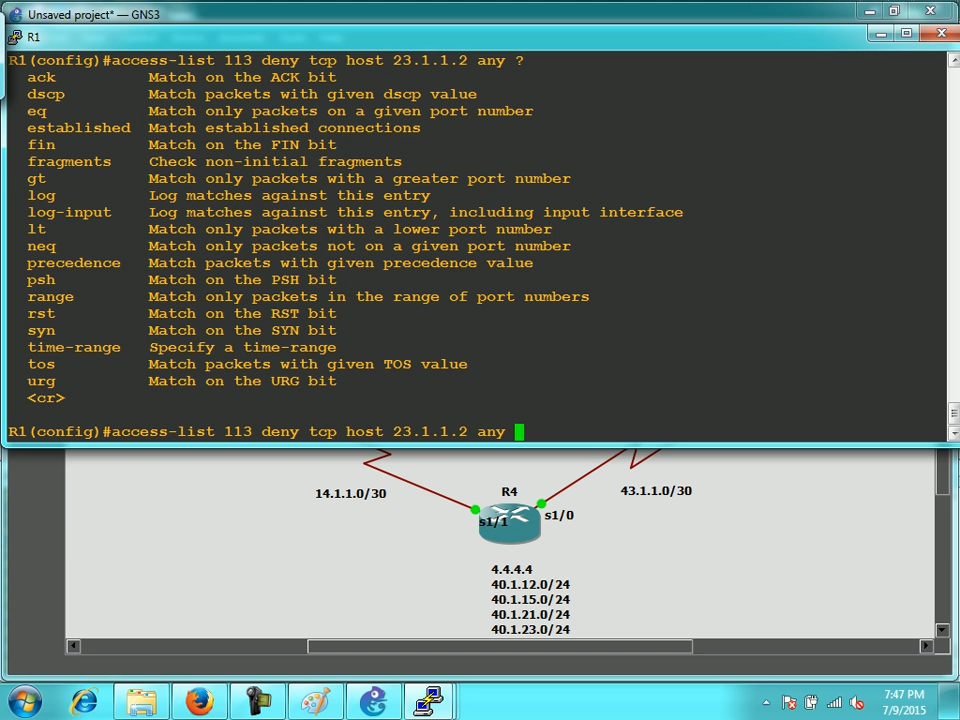 Unsaved project* — GNS3
R1
R1(config)#access-list 113 deny tcp host 23.1.1.2 any ?
ack Match on the ACK bit
dscp Match packets with given dscp value
eq Match only packets on a given port number
established Match established connections
fin Match on the FIN bit
fragments Check non-initial fragments
gt Match only packets with a greater port number
log Log matches against this entry
log-input Log matches against this entry, including input interface
lt Match only packets with a lower port number
neq Match only packets not on a given port number
precedence Match packets with given precedence value
psh Match on the PSH bit
range Match only packets in the range of port numbers
rst Match on the RST bit
syn Match on the SYN bit
time-range Specify a time-range
tos Match packets with given TOS value
urg Match on the URG bit
<cr>
R1(config)#access-list 113 deny tcp host 23.1.1.2 any
14.1.1.0/30
R4
43.1.1.0/30
s1/1
s1/0
4.4.4.4
40.1.12.0/24
40.1.15.0/24
40.1.21.0/24
40.1.23.0/24
7:47 PM
7/9/2015